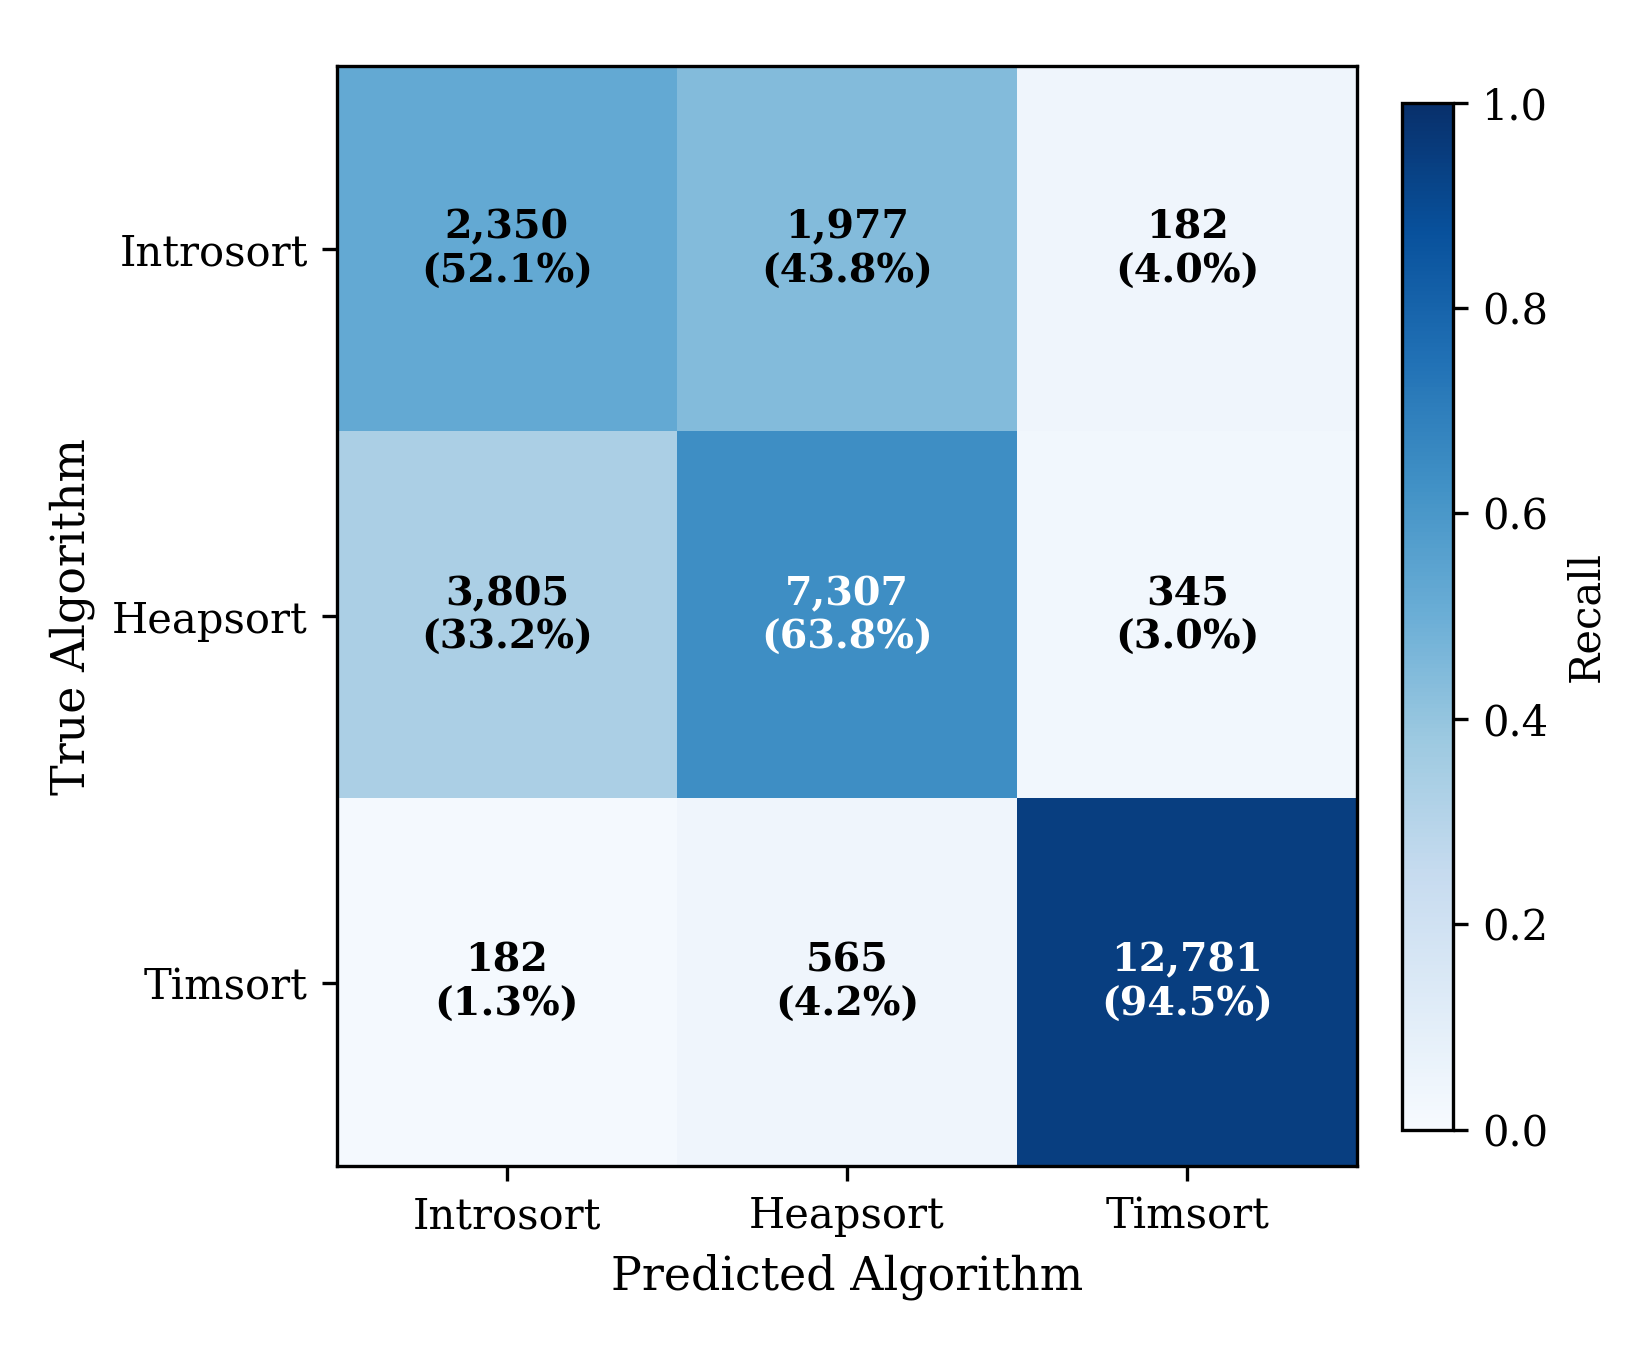 2,350
(52.1%)
1,977
(43.8%)
182
(4.0%)
3,805
(33.2%)
7,307
(63.8%)
345
(3.0%)
182
(1.3%)
565
(4.2%)
12,781
(94.5%)
Introsort
Heapsort
Timsort
True Algorithm
Introsort
Heapsort
Timsort
Predicted Algorithm
1.0
0.8
0.6
0.4
0.2
0.0
Recall